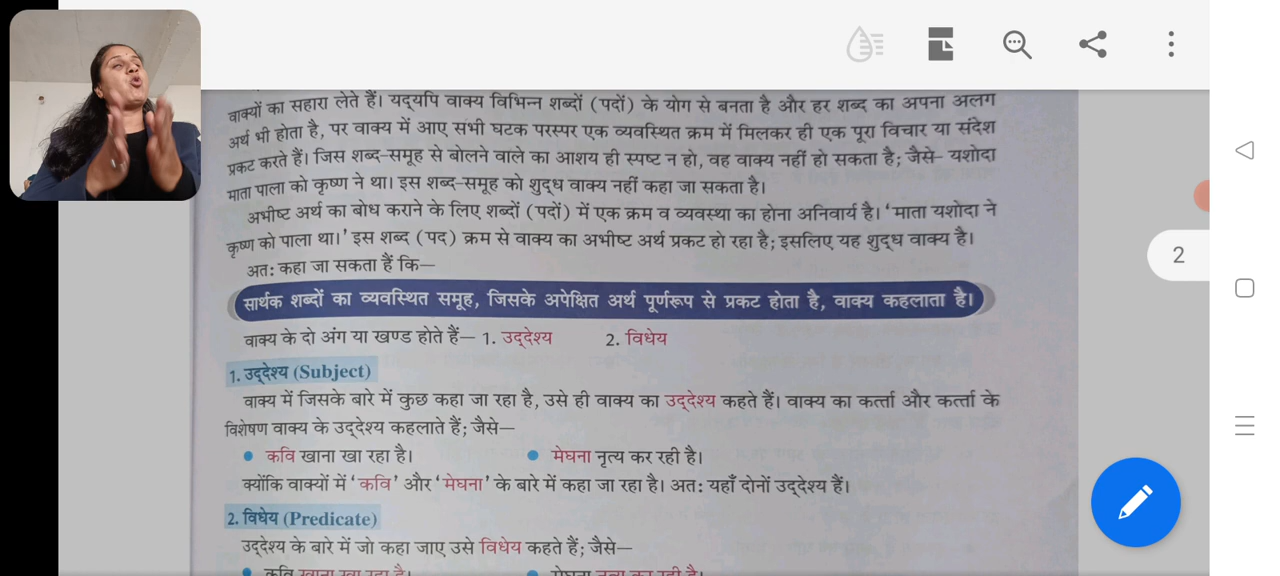 वाक्यों का सहारा लेते हैं। यद्यपि वाक्य विभिन्न शब्दों (पदों) के योग से बनता है और हर शब्द का अपना अलग
अर्थ भी होता है, पर वाक्य में आए सभी घटक परस्पर एक व्यवस्थित क्रम में मिलकर ही एक पूरा विचार या संदेश
प्रकट करते हैं। जिस शब्द-समूह से बोलने वाले का आशय ही स्पष्ट न हो, वह वाक्य नहीं हो सकता है; जैसे- यशोदा
माता पाला को कृष्ण ने था। इस शब्द-समूह को शुद्ध वाक्य नहीं कहा जा सकता है।
अभीष्ट अर्थ का बोध कराने के लिए शब्दों (पदों) में एक क्रम व व्यवस्था का होना अनिवार्य है। 'माता यशोदा ने
कृष्ण को पाला था।' इस शब्द (पद) क्रम से वाक्य का अभीष्ट अर्थ प्रकट हो रहा है; इसलिए यह शुद्ध वाक्य है।
अत: कहा जा सकता हैं कि—
सार्थक शब्दों का व्यवस्थित समूह, जिसके अपेक्षित अर्थ पूर्णरूप से प्रकट होता है, वाक्य कहलाता है।
वाक्य के दो अंग या खण्ड होते हैं— 1. उद्देश्य 2. विधेय
1. उद्देश्य (Subject)
वाक्य में जिसके बारे में कुछ कहा जा रहा है, उसे ही वाक्य का उद्देश्य कहते हैं। वाक्य का कर्त्ता और कर्त्ता के
विशेषण वाक्य के उद्देश्य कहलाते हैं; जैसे—
• कवि खाना खा रहा है। • मेघना नृत्य कर रही है।
क्योंकि वाक्यों में 'कवि' और 'मेघना' के बारे में कहा जा रहा है। अत: यहाँ दोनों उद्देश्य हैं।
2. विधेय (Predicate)
उद्देश्य के बारे में जो कहा जाए उसे विधेय कहते हैं; जैसे—
• कवि खाना खा रहा है। • मेघना नृत्य कर रही है।
2